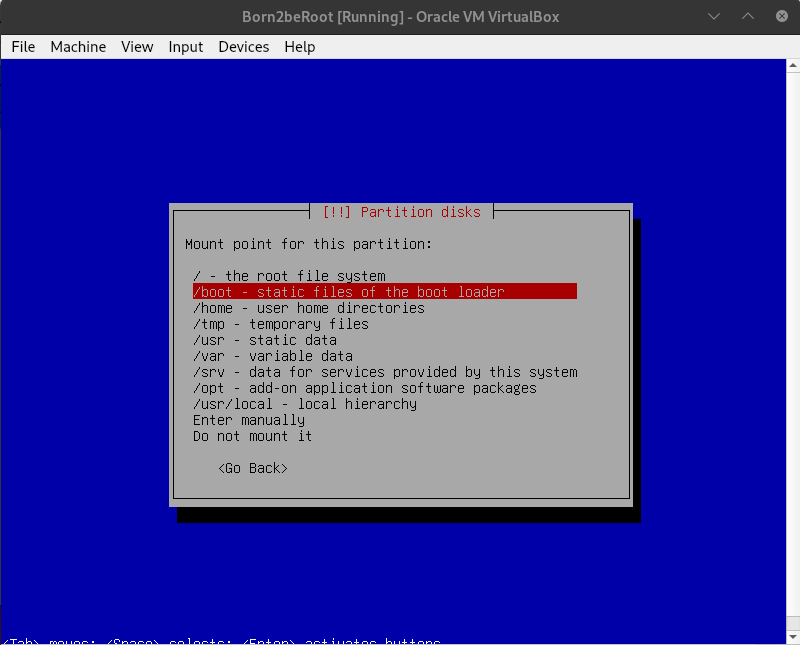 Born2beRoot [Running] - Oracle VM VirtualBox
File Machine View Input Devices Help
[!!] Partition disks
Mount point for this partition:
/ - the root file system
/boot - static files of the boot loader
/home - user home directories
/tmp - temporary files
/usr - static data
/var - variable data
/srv - data for services provided by this system
/opt - add-on application software packages
/usr/local - local hierarchy
Enter manually
Do not mount it
<Go Back>
<Tab> moves; <Space> selects; <Enter> activates buttons